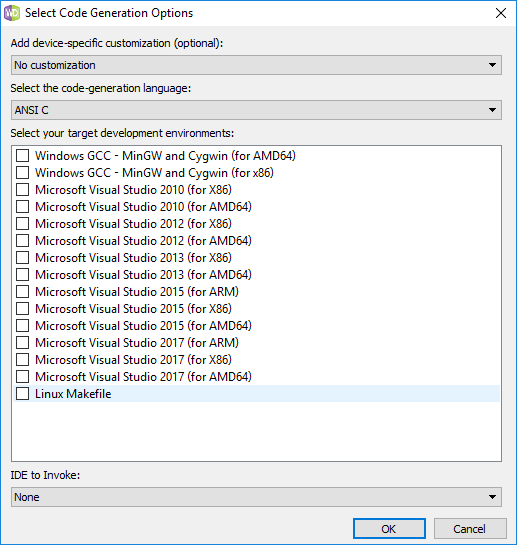 WD Select Code Generation Options
Add device-specific customization (optional):
No customization
Select the code-generation language:
ANSI C
Select your target development environments:
Windows GCC - MinGW and Cygwin (for AMD64)
Windows GCC - MinGW and Cygwin (for x86)
Microsoft Visual Studio 2010 (for X86)
Microsoft Visual Studio 2010 (for AMD64)
Microsoft Visual Studio 2012 (for X86)
Microsoft Visual Studio 2012 (for AMD64)
Microsoft Visual Studio 2013 (for X86)
Microsoft Visual Studio 2013 (for AMD64)
Microsoft Visual Studio 2015 (for ARM)
Microsoft Visual Studio 2015 (for X86)
Microsoft Visual Studio 2015 (for AMD64)
Microsoft Visual Studio 2017 (for ARM)
Microsoft Visual Studio 2017 (for X86)
Microsoft Visual Studio 2017 (for AMD64)
Linux Makefile
IDE to Invoke:
None
OK Cancel